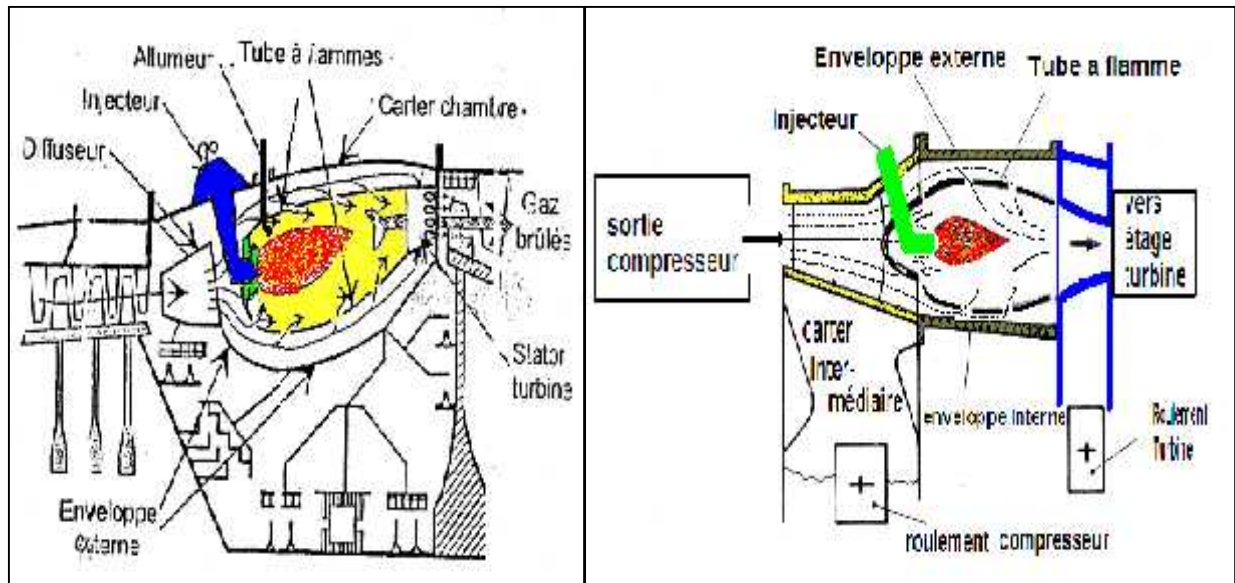 Allumeur
Tube à flammes
Injecteur
Carter chambre
Diffuseur
Gaz
brûlés
Stator
turbine
Enveloppe
externe
Enveloppe externe
Tube a flamme
Injecteur
sortie
compresseur
vers
étage
turbine
carter
inter-
médiaire
enveloppe interne
Roulement
Turbine
roulement compresseur